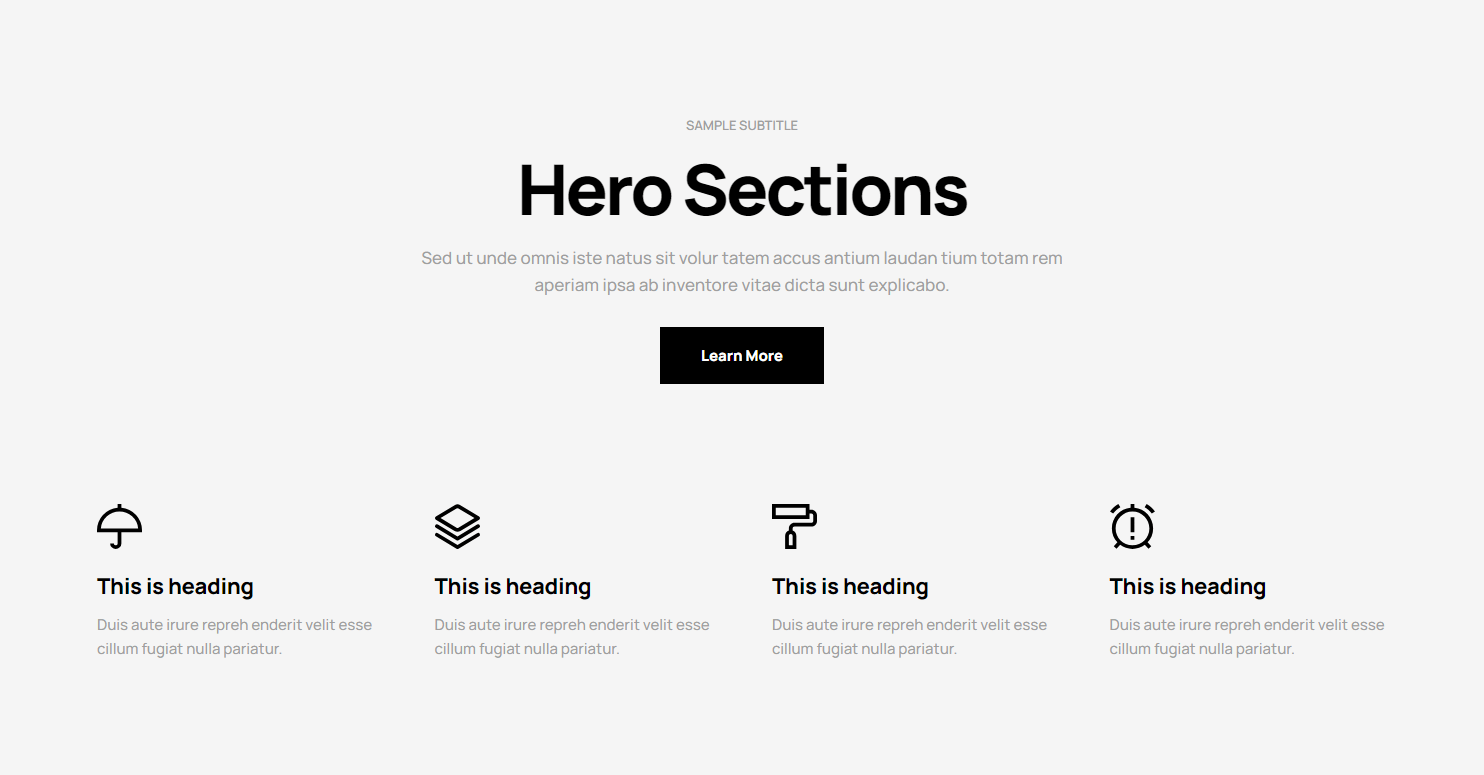 SAMPLE SUBTITLE
Hero Sections
Sed ut unde omnis iste natus sit volur tatem accus antium laudan tium totam rem
aperiam ipsa ab inventore vitae dicta sunt explicabo.
Learn More
This is heading
Duis aute irure repreh enderit velit esse
cillum fugiat nulla pariatur.
This is heading
Duis aute irure repreh enderit velit esse
cillum fugiat nulla pariatur.
This is heading
Duis aute irure repreh enderit velit esse
cillum fugiat nulla pariatur.
This is heading
Duis aute irure repreh enderit velit esse
cillum fugiat nulla pariatur.